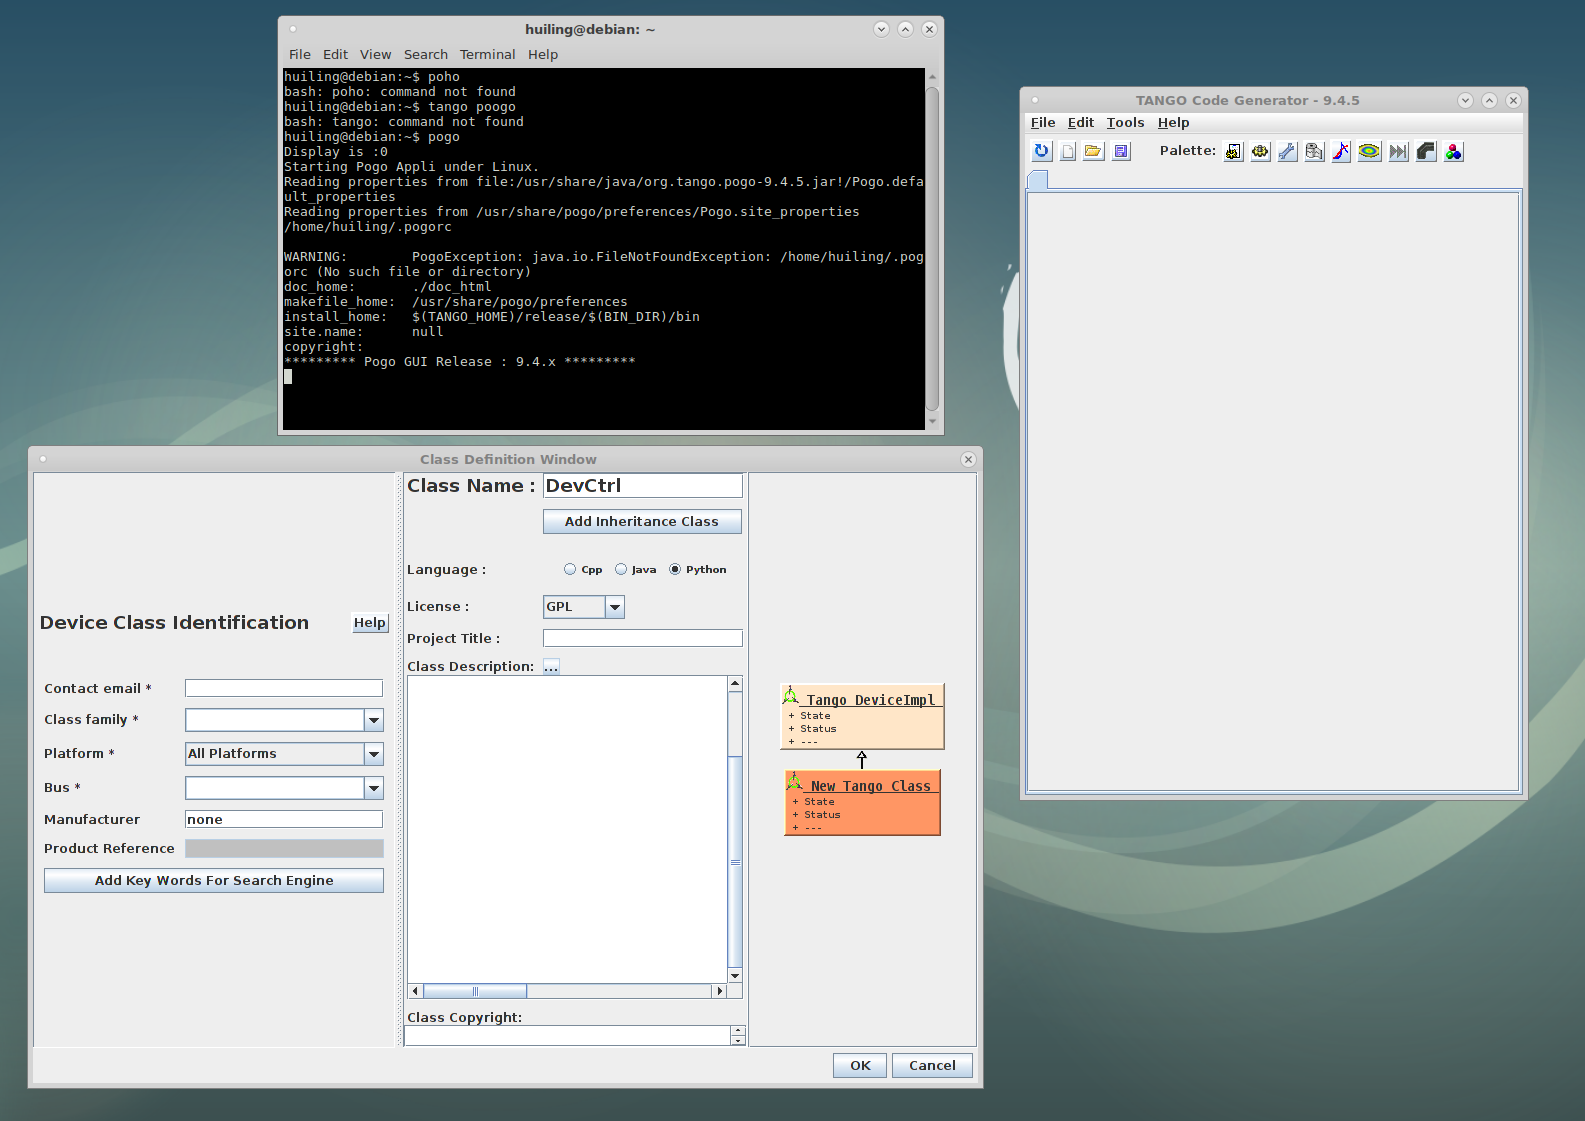 huiling@debian: ~
File Edit View Search Terminal Help
huiling@debian:~$ poho
bash: poho: command not found
huiling@debian:~$ tango poogo
bash: tango: command not found
huiling@debian:~$ pogo
Display is :0
Starting Pogo Appli under Linux.
Reading properties from file:/usr/share/java/org.tango.pogo-9.4.5.jar!/Pogo.defa
ult_properties
Reading properties from /usr/share/pogo/preferences/Pogo.site_properties
/home/huiling/.pogorc
WARNING: PogoException: java.io.FileNotFoundException: /home/huiling/.pog
orc (No such file or directory)
doc_home: ./doc_html
makefile_home: /usr/share/pogo/preferences
install_home: $(TANGO_HOME)/release/$(BIN_DIR)/bin
site.name: null
copyright:
********* Pogo GUI Release : 9.4.x *********
TANGO Code Generator - 9.4.5
File Edit Tools Help
Palette:
Class Definition Window
Device Class Identification
Help
Contact email *
Class family *
Platform * All Platforms
Bus *
Manufacturer none
Product Reference
Add Key Words For Search Engine
Class Name : DevCtrl
Add Inheritance Class
Language : Cpp Java Python
License : GPL
Project Title :
Class Description: ...
Class Copyright:
Tango DeviceImpl
+ State
+ Status
+ ---
New Tango Class
+ State
+ Status
+ ---
OK Cancel